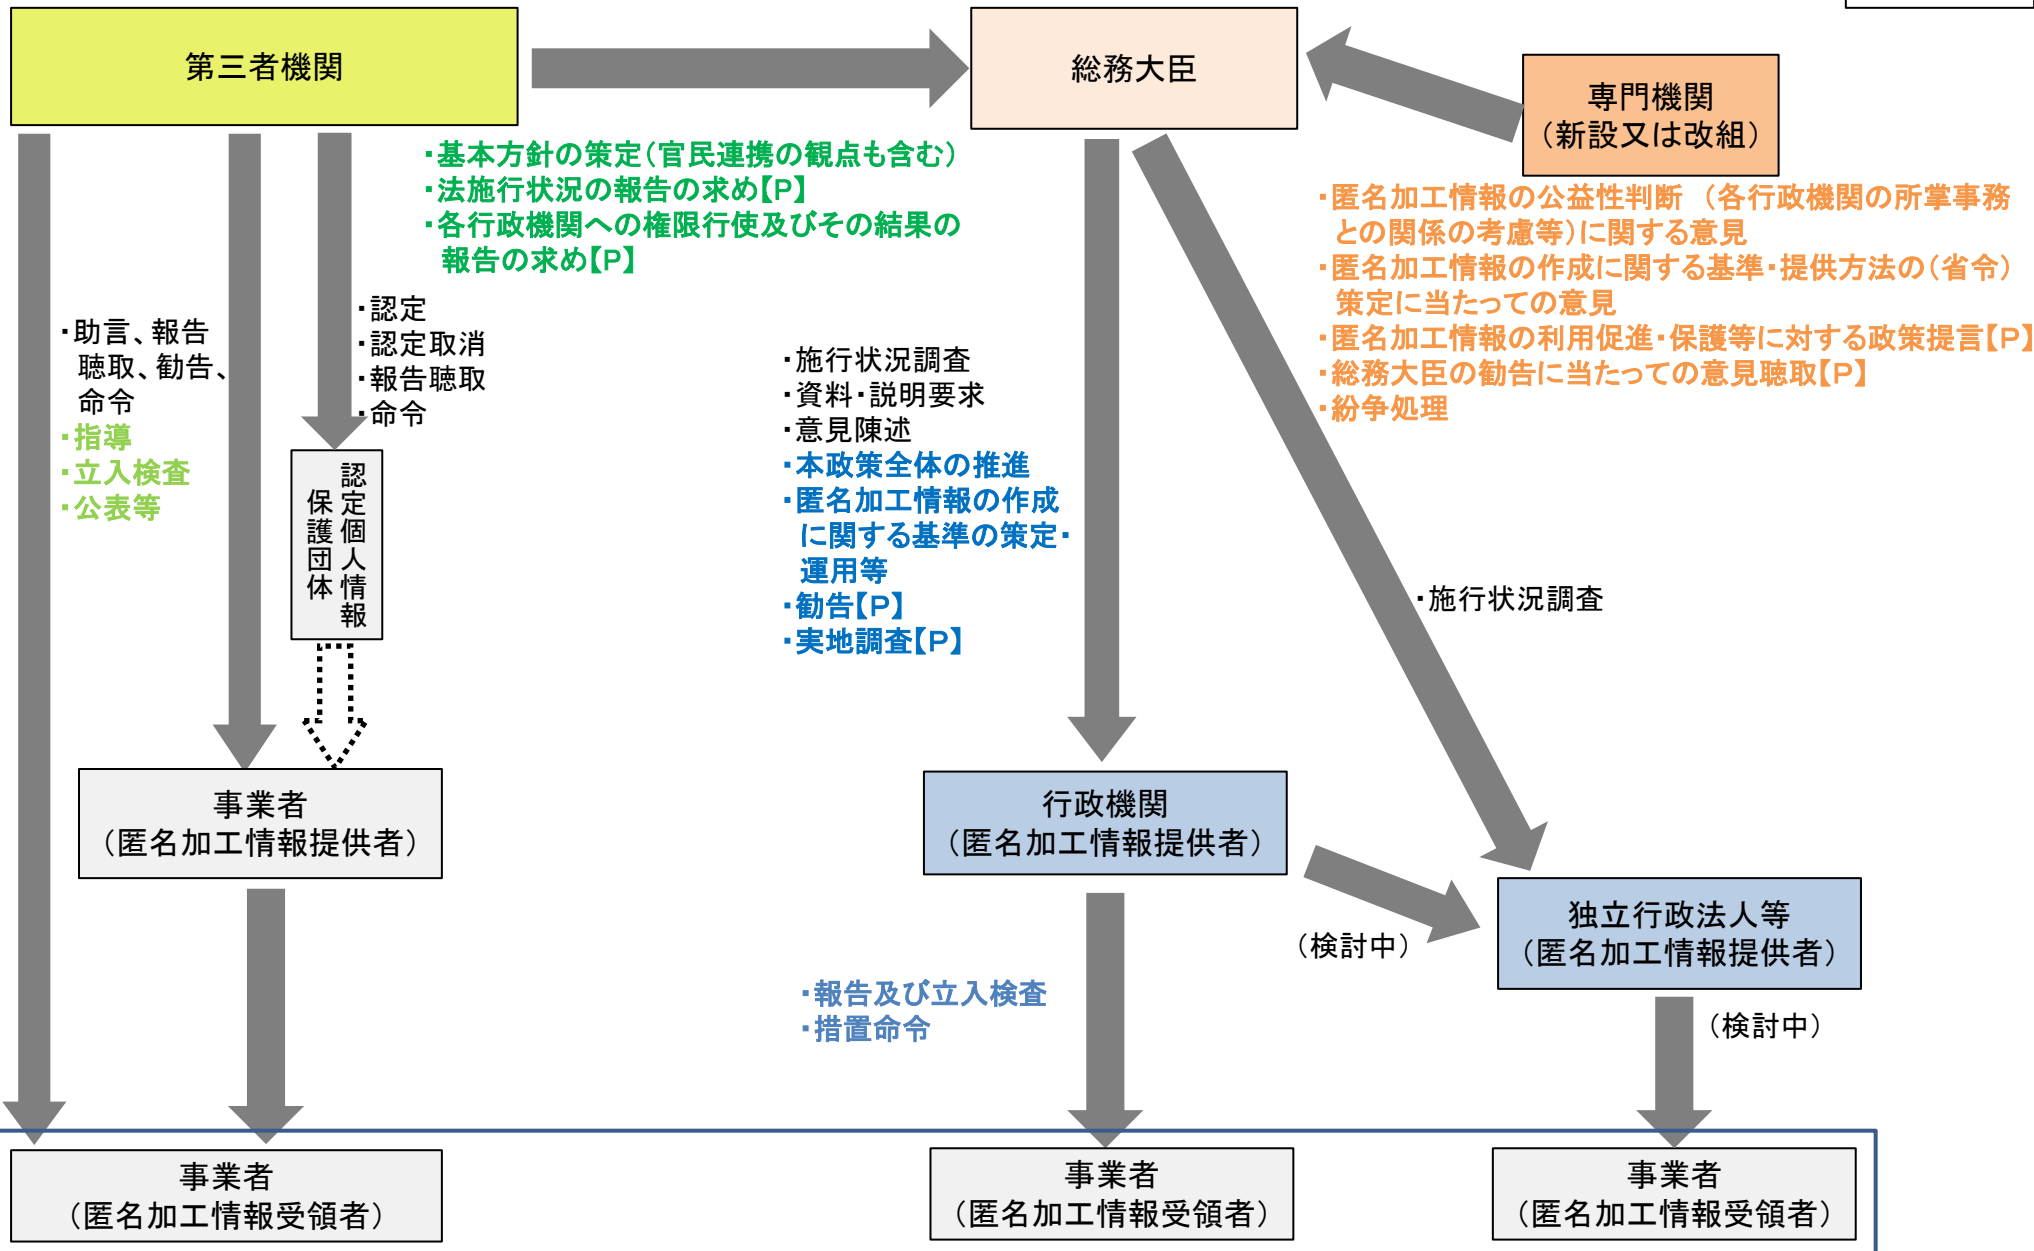 第三者機関
総務大臣
専門機関
（新設又は改組）
・基本方針の策定（官民連携の観点も含む）
・法施行状況の報告の求め【P】
・各行政機関への権限行使及びその結果の
報告の求め【P】
・匿名加工情報の公益性判断 （各行政機関の所掌事務
との関係の考慮等）に関する意見
・匿名加工情報の作成に関する基準・提供方法の（省令）
策定に当たっての意見
・匿名加工情報の利用促進・保護等に対する政策提言【P】
・総務大臣の勧告に当たっての意見聴取【P】
・紛争処理
・助言、報告
聴取、勧告、
命令
・指導
・立入検査
・公表等
・認定
・認定取消
・報告聴取
・命令
認定個人情報
保護団体
・施行状況調査
・資料・説明要求
・意見陳述
・本政策全体の推進
・匿名加工情報の作成
に関する基準の策定・
運用等
・勧告【P】
・実地調査【P】
・施行状況調査
事業者
（匿名加工情報提供者）
行政機関
（匿名加工情報提供者）
独立行政法人等
（匿名加工情報提供者）
（検討中）
・報告及び立入検査
・措置命令
（検討中）
事業者
（匿名加工情報受領者）
事業者
（匿名加工情報受領者）
事業者
（匿名加工情報受領者）